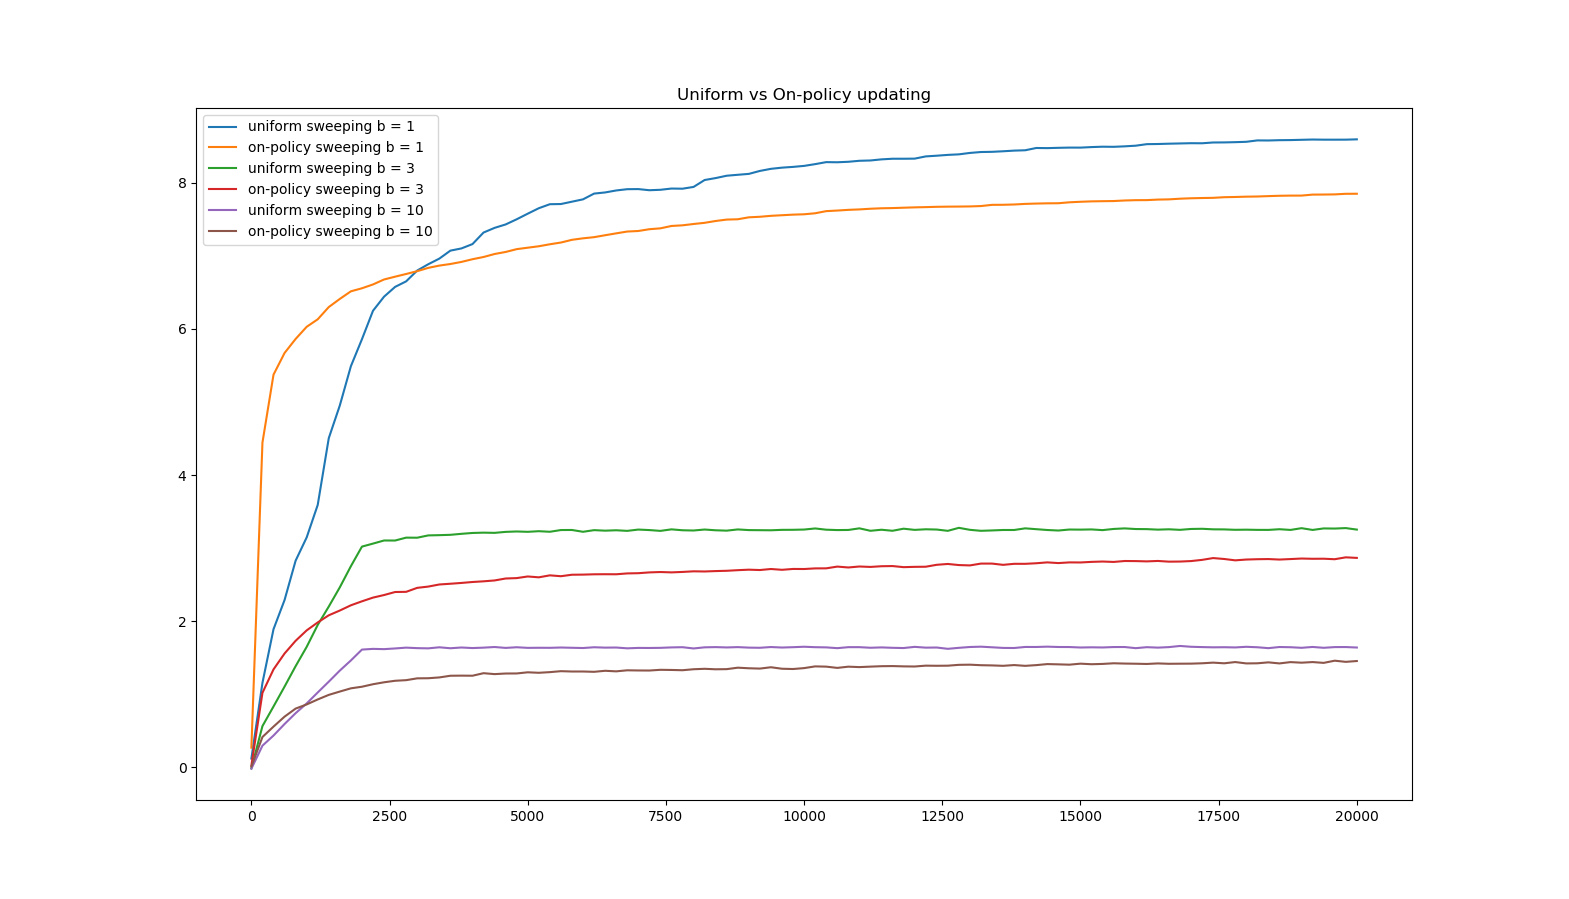 Uniform vs On-policy updating
uniform sweeping b = 1
on-policy sweeping b = 1
uniform sweeping b = 3
on-policy sweeping b = 3
uniform sweeping b = 10
on-policy sweeping b = 10
8
6
4
2
0
0 2500 5000 7500 10000 12500 15000 17500 20000